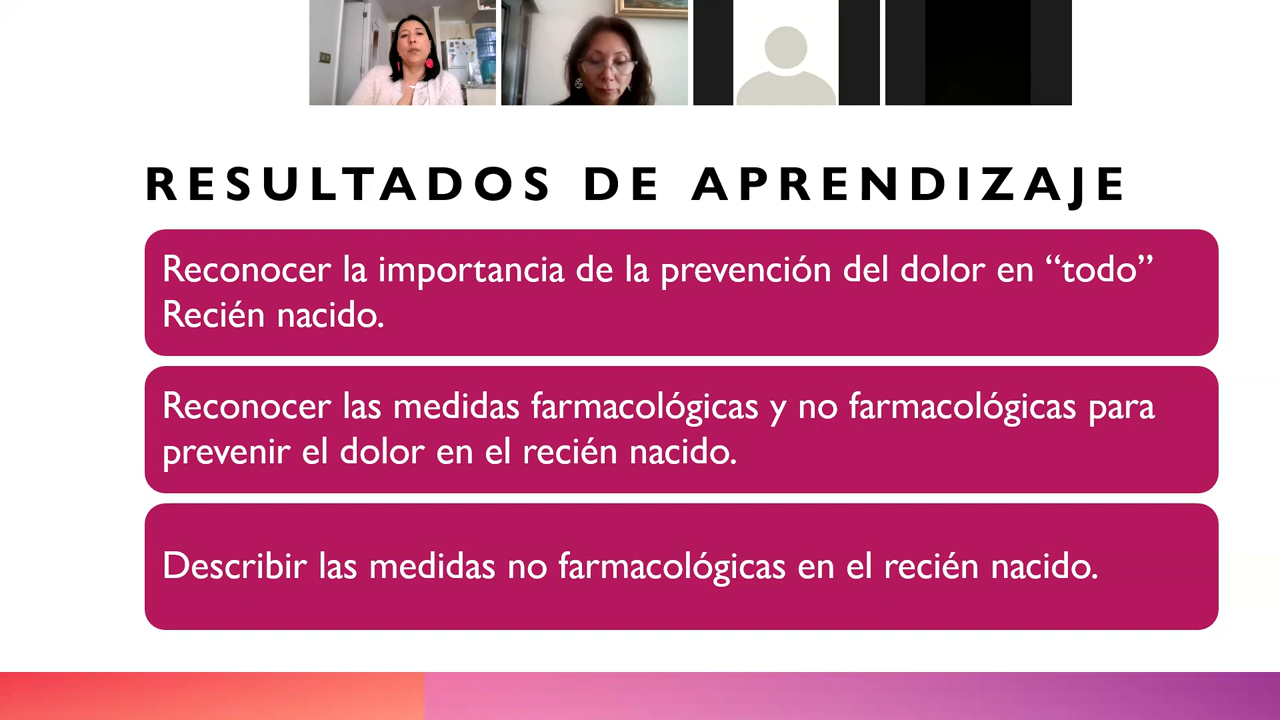 RESULTADOS DE APRENDIZAJE
Reconocer la importancia de la prevención del dolor en “todo”
Recién nacido.
Reconocer las medidas farmacológicas y no farmacológicas para
prevenir el dolor en el recién nacido.
Describir las medidas no farmacológicas en el recién nacido.